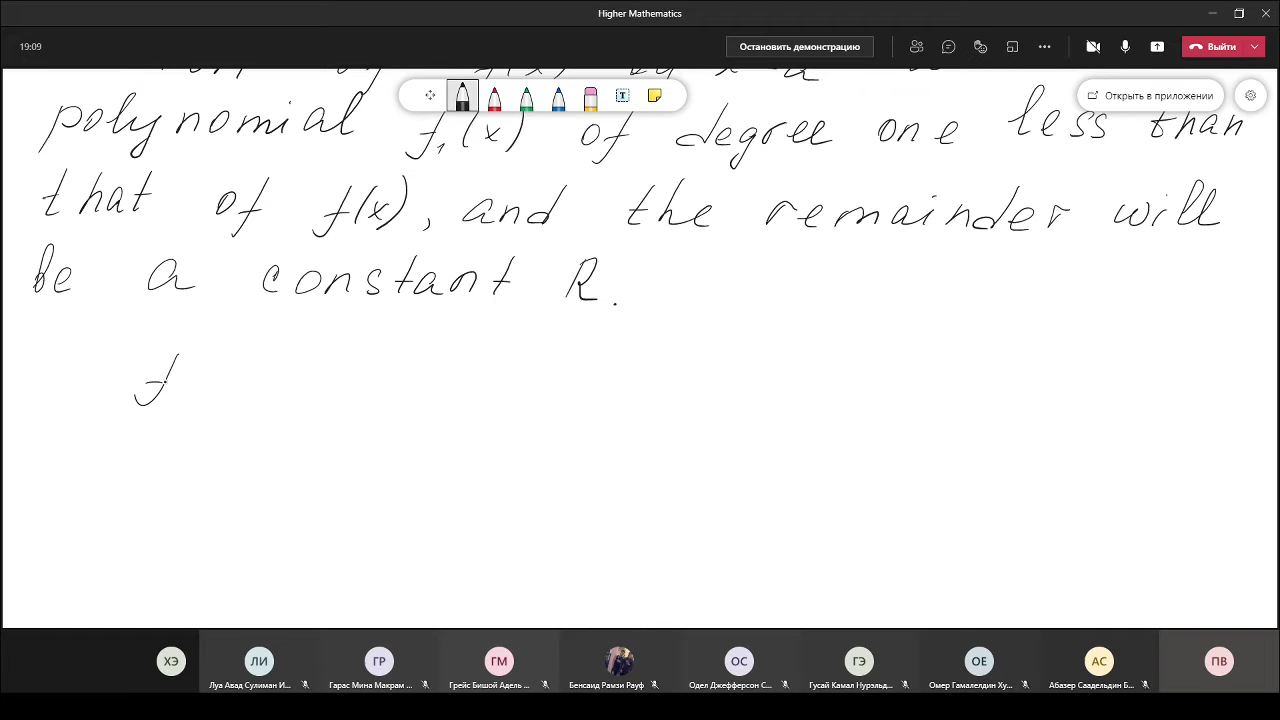 Higher Mathematics
19:09
Остановить демонстрацию
Выйти
Открыть в приложении
polynomial f₁(x) of degree one less than
that of f(x), and the remainder will
be a constant R.
f
ХЭ
ЛИ
ГР
ГМ
ОС
ГЭ
ОЕ
АС
ПВ
Луа Авад Сулиман И...
Гарас Мина Макрам ...
Грейс Бишой Адель ...
Бенсаид Рамзи Рауф
Одел Джефферсон С...
Гусай Камал Нурэльд...
Омер Гамалелдин Ху...
Абазер Саадельдин Б...